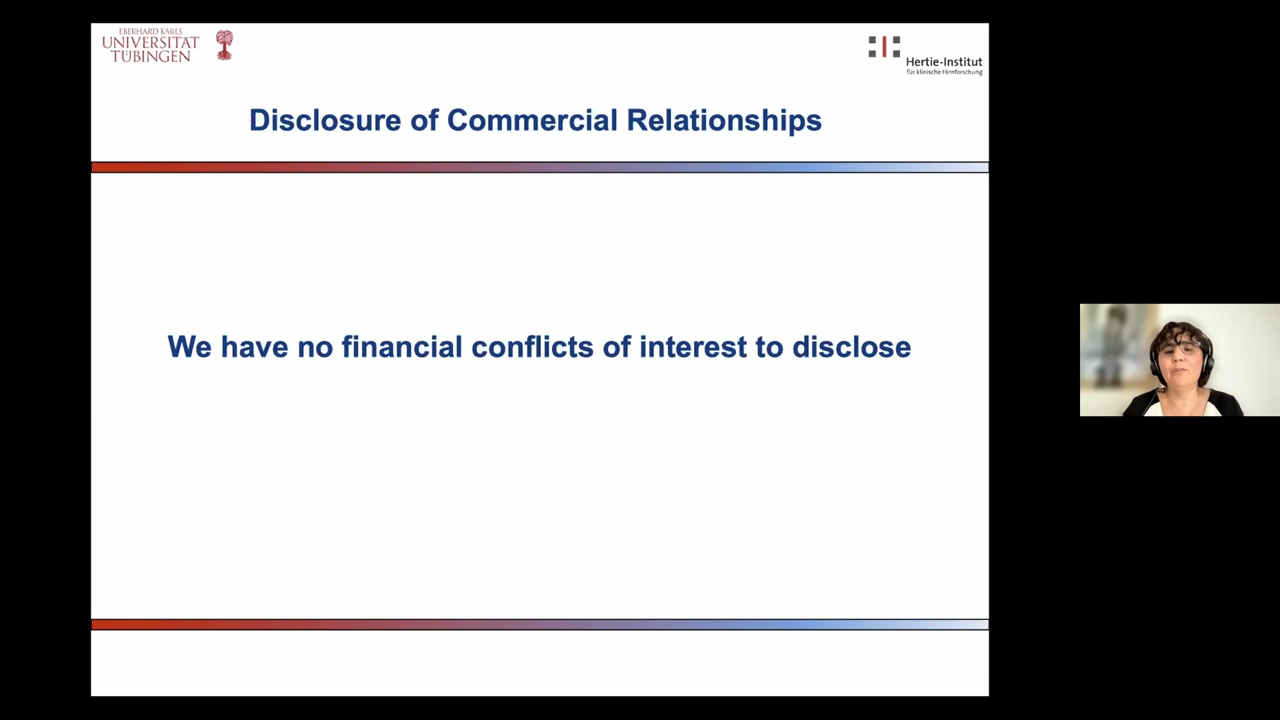 EBERHARD KARLS
UNIVERSITÄT
TÜBINGEN
Hertie-Institut
für klinische Hirnforschung
Disclosure of Commercial Relationships
We have no financial conflicts of interest to disclose